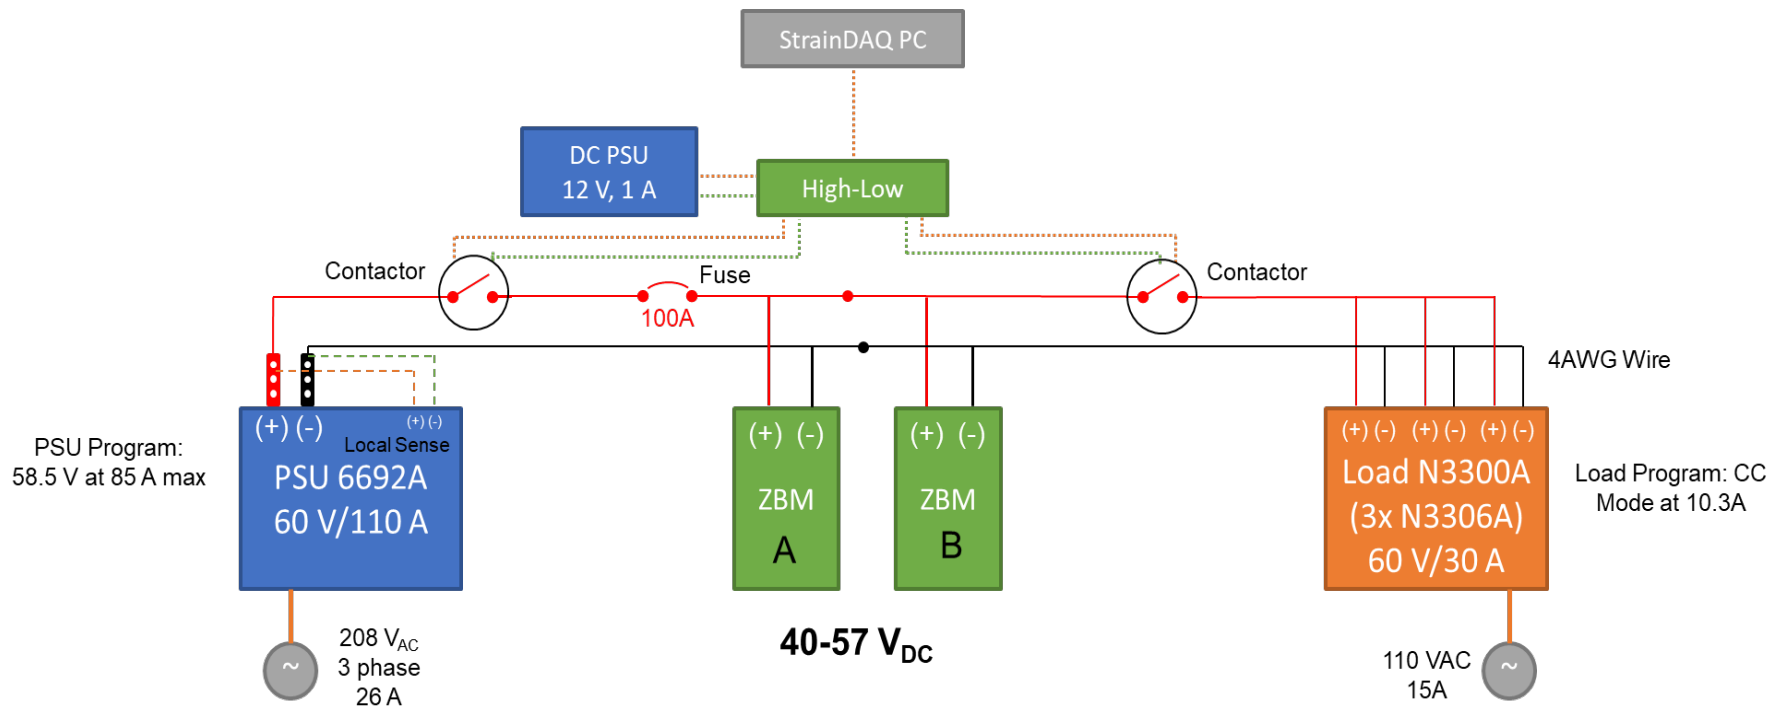 StrainDAQ PC
DC PSU
12 V, 1 A
High-Low
Contactor
Fuse
Contactor
100A
4AWG Wire
(+) (-)
(+) (-)
Local Sense
PSU 6692A
60 V/110 A
PSU Program:
58.5 V at 85 A max
(+) (-)
ZBM
A
(+) (-)
ZBM
B
(+) (-) (+) (-) (+) (-)
Load N3300A
(3x N3306A)
60 V/30 A
Load Program: CC
Mode at 10.3A
40-57 VDC
~
208 VAC
3 phase
26 A
110 VAC
15A
~